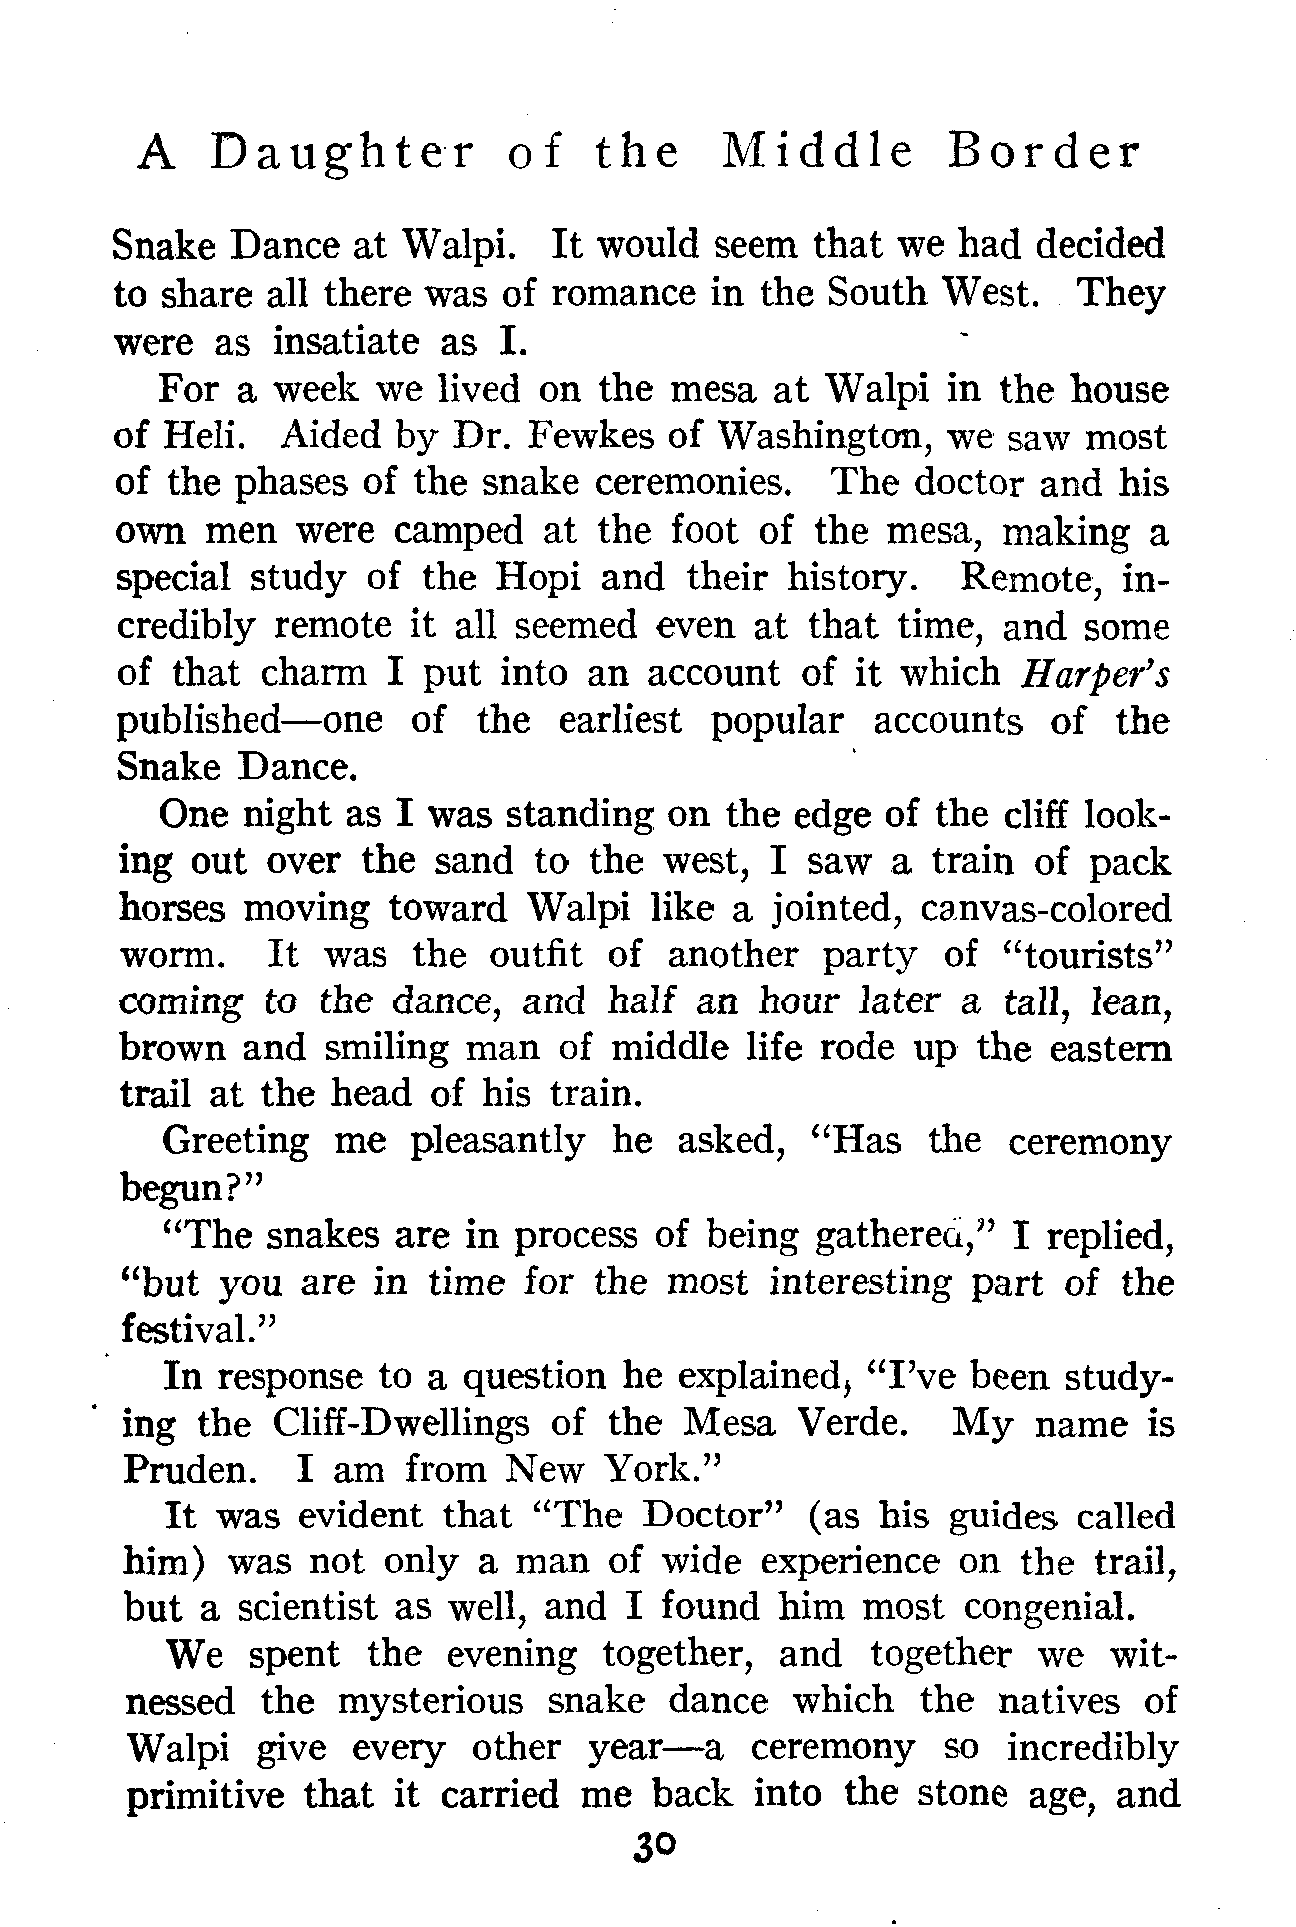 A Daughter of the Middle Border
Snake Dance at Walpi. It would seem that we had decided
to share all there was of romance in the South West. They
were as insatiate as I.
For a week we lived on the mesa at Walpi in the house
of Heli. Aided by Dr. Fewkes of Washington, we saw most
of the phases of the snake ceremonies. The doctor and his
own men were camped at the foot of the mesa, making a
special study of the Hopi and their history. Remote, in-
credibly remote it all seemed even at that time, and some
of that charm I put into an account of it which Harper's
published—one of the earliest popular accounts of the
Snake Dance.
One night as I was standing on the edge of the cliff look-
ing out over the sand to the west, I saw a train of pack
horses moving toward Walpi like a jointed, canvas-colored
worm. It was the outfit of another party of "tourists"
coming to the dance, and half an hour later a tall, lean,
brown and smiling man of middle life rode up the eastern
trail at the head of his train.
Greeting me pleasantly he asked, "Has the ceremony
begun?"
"The snakes are in process of being gathered," I replied,
"but you are in time for the most interesting part of the
festival."
In response to a question he explained, "I've been study-
ing the Cliff-Dwellings of the Mesa Verde. My name is
Pruden. I am from New York."
It was evident that "The Doctor" (as his guides called
him) was not only a man of wide experience on the trail,
but a scientist as well, and I found him most congenial.
We spent the evening together, and together we wit-
nessed the mysterious snake dance which the natives of
Walpi give every other year—a ceremony so incredibly
primitive that it carried me back into the stone age, and
30